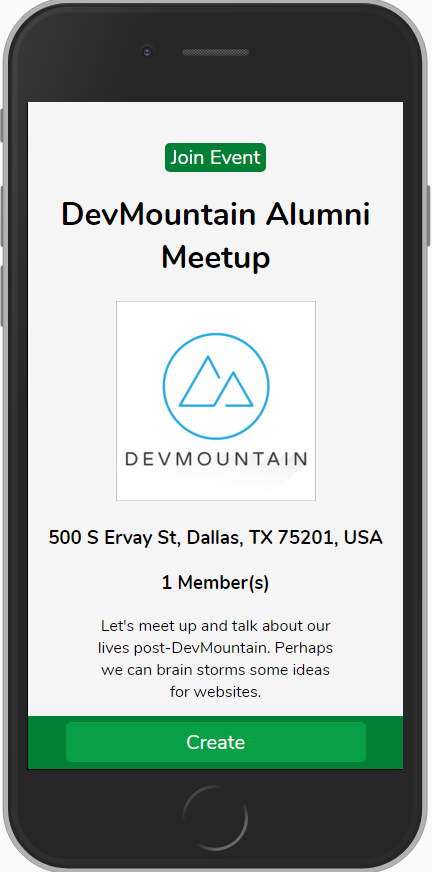 Join Event
DevMountain Alumni
Meetup
DEVMOUNTAIN
500 S Ervay St, Dallas, TX 75201, USA
1 Member(s)
Let's meet up and talk about our
lives post-DevMountain. Perhaps
we can brain storms some ideas
for websites.
Create